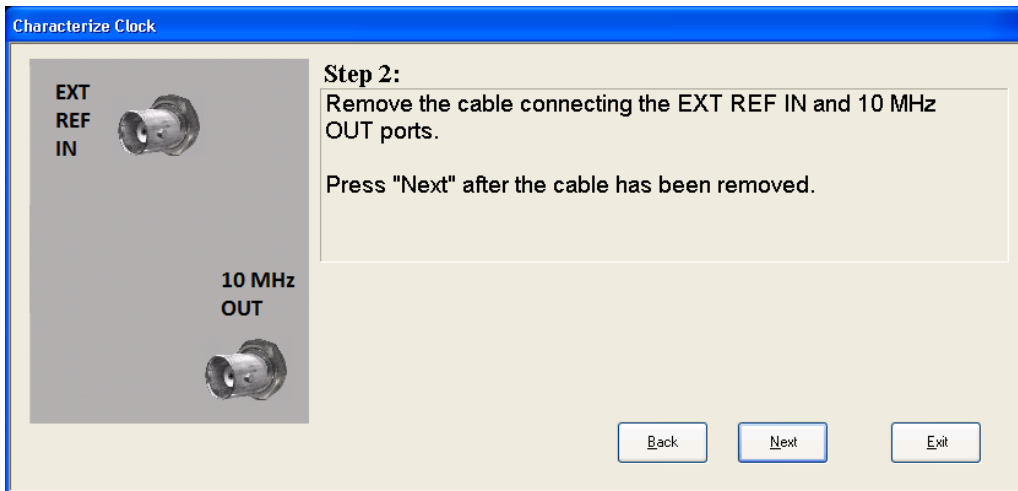 Characterize Clock
EXT
REF
IN
10 MHz
OUT
Step 2:
Remove the cable connecting the EXT REF IN and 10 MHz
OUT ports.
Press "Next" after the cable has been removed.
Back
Next
Exit